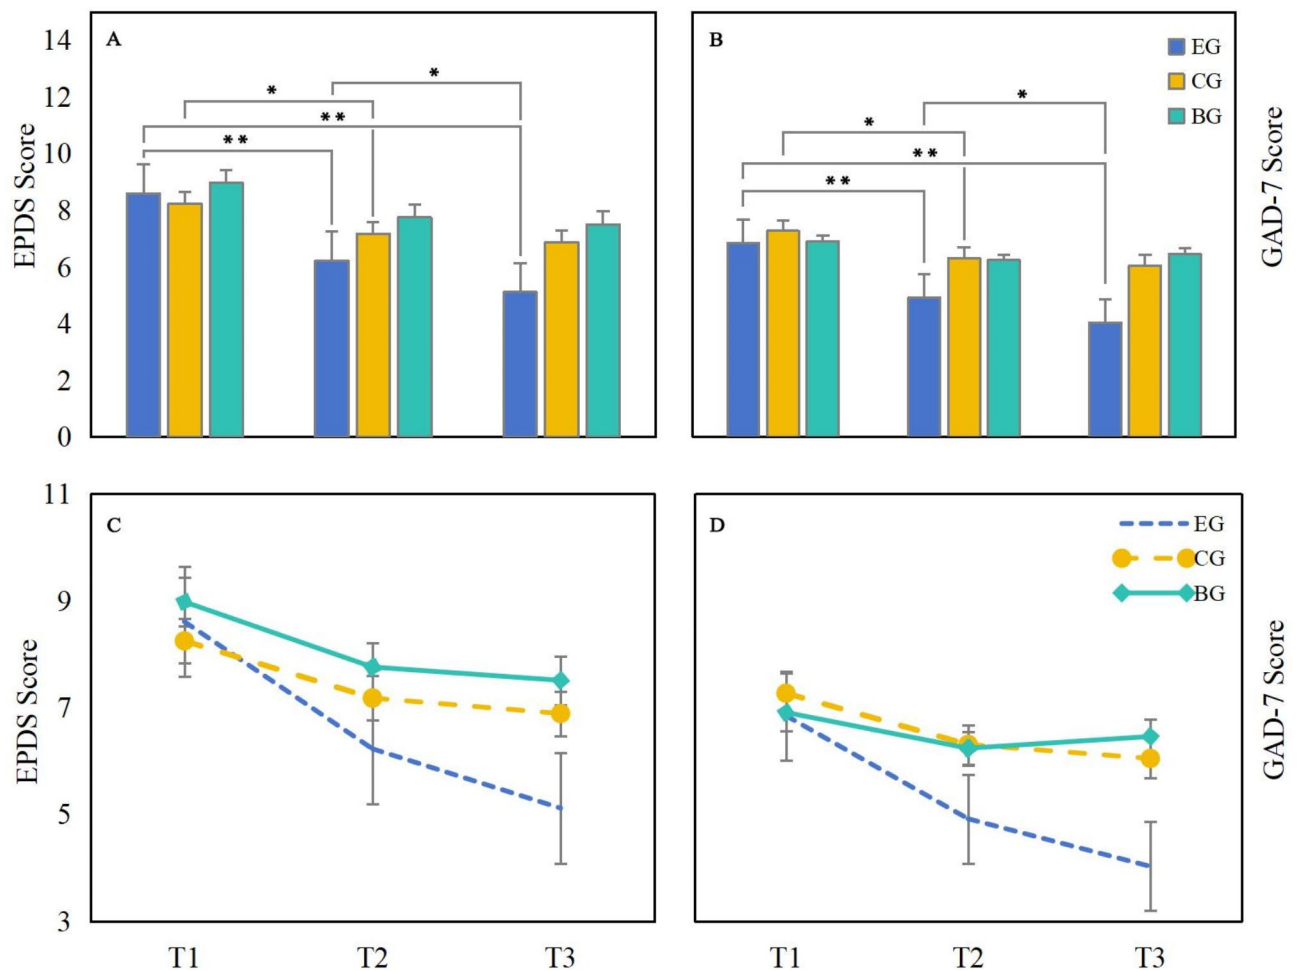 A
14
12
10
8
6
4
2
0
EPDS Score
*
*
**
**
B
EG
CG
BG
GAD-7 Score
*
*
**
**
C
11
9
7
5
3
EPDS Score
T1 T2 T3
D
EG
CG
BG
GAD-7 Score
T1 T2 T3